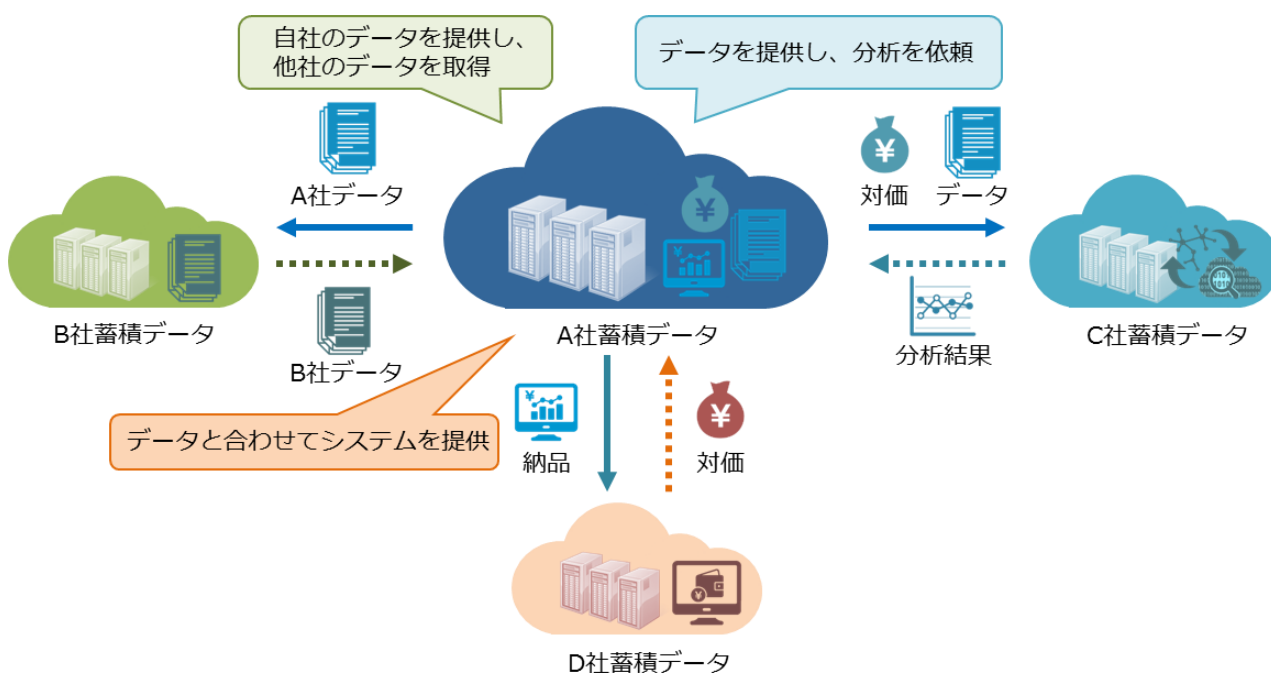 自社のデータを提供し、
他社のデータを取得
データを提供し、分析を依頼
A社データ
対価
データ
B社蓄積データ
B社データ
A社蓄積データ
分析結果
C社蓄積データ
データと合わせてシステムを提供
納品
対価
D社蓄積データ